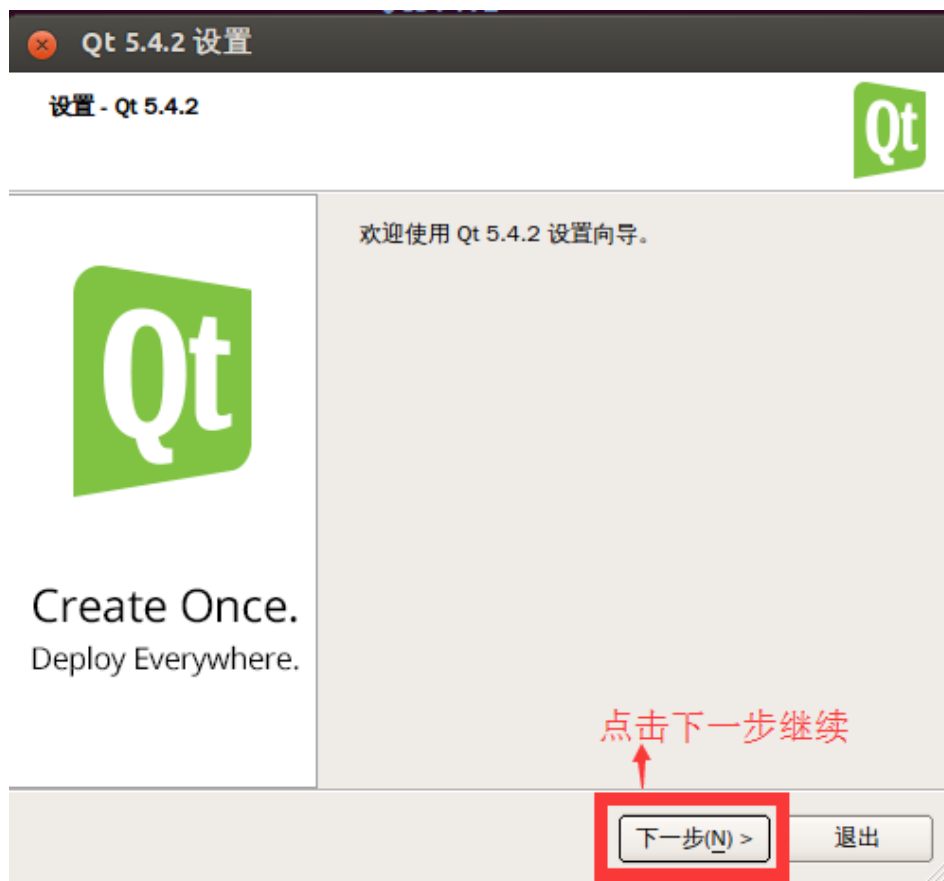 Qt 5.4.2 设置
设置 - Qt 5.4.2
Qt
欢迎使用 Qt 5.4.2 设置向导。
Qt
Create Once.
Deploy Everywhere.
点击下一步继续
下一步(N) >
退出